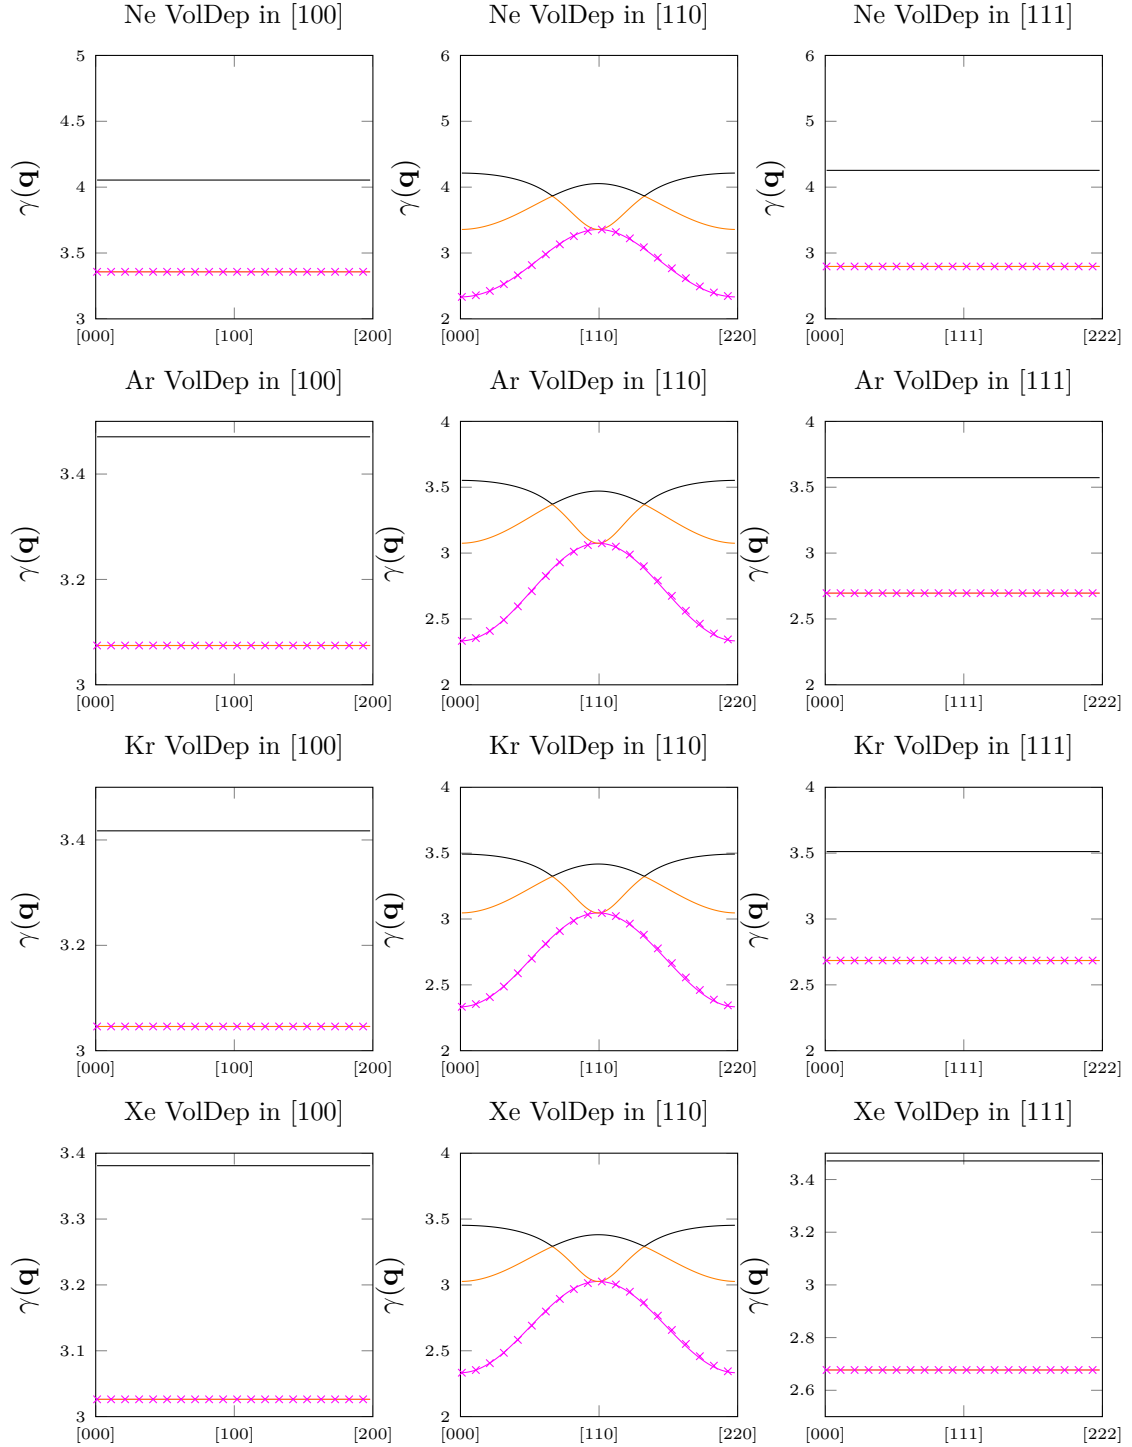 Ne VolDep in [100]
5
4.5
4
3.5
3
γ(q)
[000] [100] [200]
Ne VolDep in [110]
6
5
4
3
2
γ(q)
[000] [110] [220]
Ne VolDep in [111]
6
5
4
3
2
γ(q)
[000] [111] [222]
Ar VolDep in [100]
3.4
3.2
3
γ(q)
[000] [100] [200]
Ar VolDep in [110]
4
3.5
3
2.5
2
γ(q)
[000] [110] [220]
Ar VolDep in [111]
4
3.5
3
2.5
2
γ(q)
[000] [111] [222]
Kr VolDep in [100]
3.4
3.2
3
γ(q)
[000] [100] [200]
Kr VolDep in [110]
4
3.5
3
2.5
2
γ(q)
[000] [110] [220]
Kr VolDep in [111]
4
3.5
3
2.5
2
γ(q)
[000] [111] [222]
Xe VolDep in [100]
3.4
3.3
3.2
3.1
3
γ(q)
[000] [100] [200]
Xe VolDep in [110]
4
3.5
3
2.5
2
γ(q)
[000] [110] [220]
Xe VolDep in [111]
3.4
3.2
3
2.8
2.6
γ(q)
[000] [111] [222]